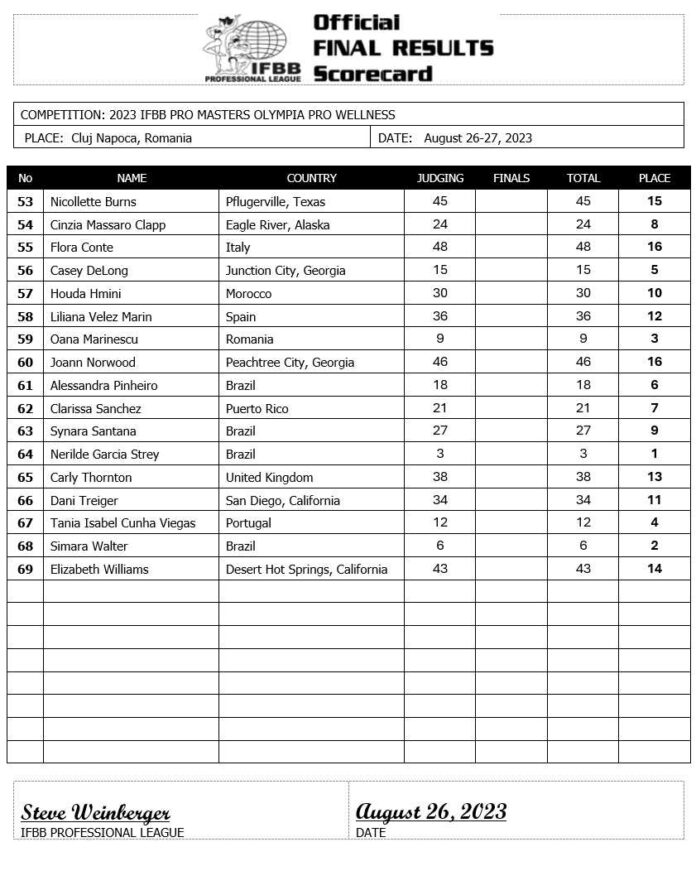 IFBB
PROFESSIONAL LEAGUE
Official
FINAL RESULTS
Scorecard
COMPETITION: 2023 IFBB PRO MASTERS OLYMPIA PRO WELLNESS
PLACE: Cluj Napoca, Romania DATE: August 26-27, 2023
No NAME COUNTRY JUDGING FINALS TOTAL PLACE
53 Nicollette Burns Pflugerville, Texas 45 45 15
54 Cinzia Massaro Clapp Eagle River, Alaska 24 24 8
55 Flora Conte Italy 48 48 16
56 Casey DeLong Junction City, Georgia 15 15 5
57 Houda Hmini Morocco 30 30 10
58 Liliana Velez Marin Spain 36 36 12
59 Oana Marinescu Romania 9 9 3
60 Joann Norwood Peachtree City, Georgia 46 46 16
61 Alessandra Pinheiro Brazil 18 18 6
62 Clarissa Sanchez Puerto Rico 21 21 7
63 Synara Santana Brazil 27 27 9
64 Nerilde Garcia Strey Brazil 3 3 1
65 Carly Thornton United Kingdom 38 38 13
66 Dani Treiger San Diego, California 34 34 11
67 Tania Isabel Cunha Viegas Portugal 12 12 4
68 Simara Walter Brazil 6 6 2
69 Elizabeth Williams Desert Hot Springs, California 43 43 14
Steve Weinberger August 26, 2023
IFBB PROFESSIONAL LEAGUE DATE